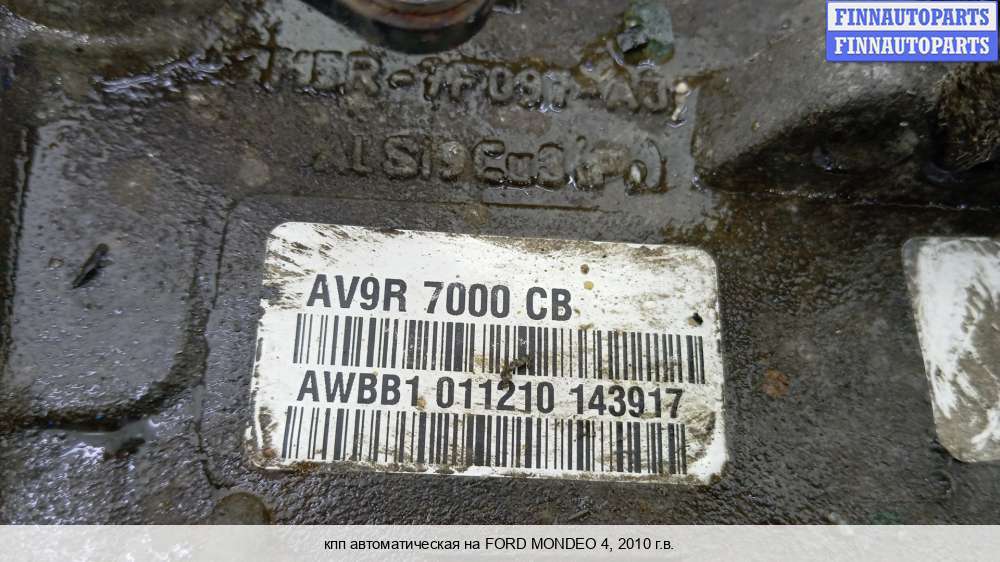 FINNAUTOPARTS
FINNAUTOPARTS
AV9R 7000 CB
AWBB1 011210 143917
кпп автоматическая на FORD MONDEO 4, 2010 г.в.